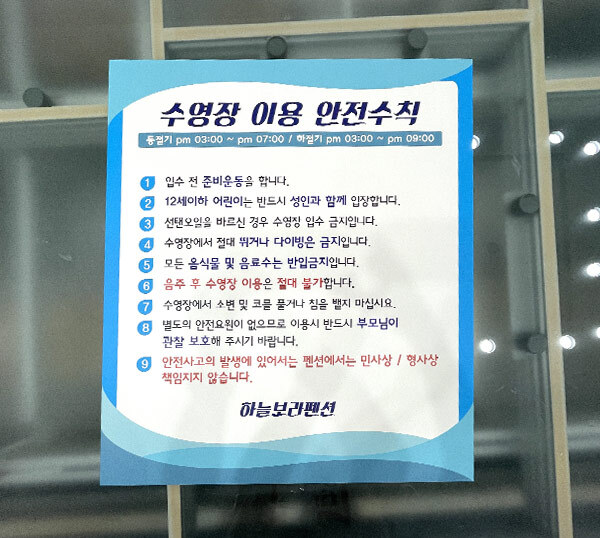 수영장 이용 안전수칙
동절기 pm 03:00 ~ pm 07:00 / 하절기 pm 03:00 ~ pm 09:00
1 입수 전 준비운동을 합니다.
2 12세이하 어린이는 반드시 성인과 함께 입장합니다.
3 선탠오일을 바르신 경우 수영장 입수 금지입니다.
4 수영장에서 절대 뛰거나 다이빙은 금지입니다.
5 모든 음식물 및 음료수는 반입금지입니다.
6 음주 후 수영장 이용은 절대 불가합니다.
7 수영장에서 소변 및 코를 풀거나 침을 뱉지 마십시요.
8 별도의 안전요원이 없으므로 이용시 반드시 부모님이
관찰 보호해 주시기 바랍니다.
9 안전사고의 발생에 있어서는 펜션에서는 민사상 / 형사상
책임지지 않습니다.
하늘보라펜션